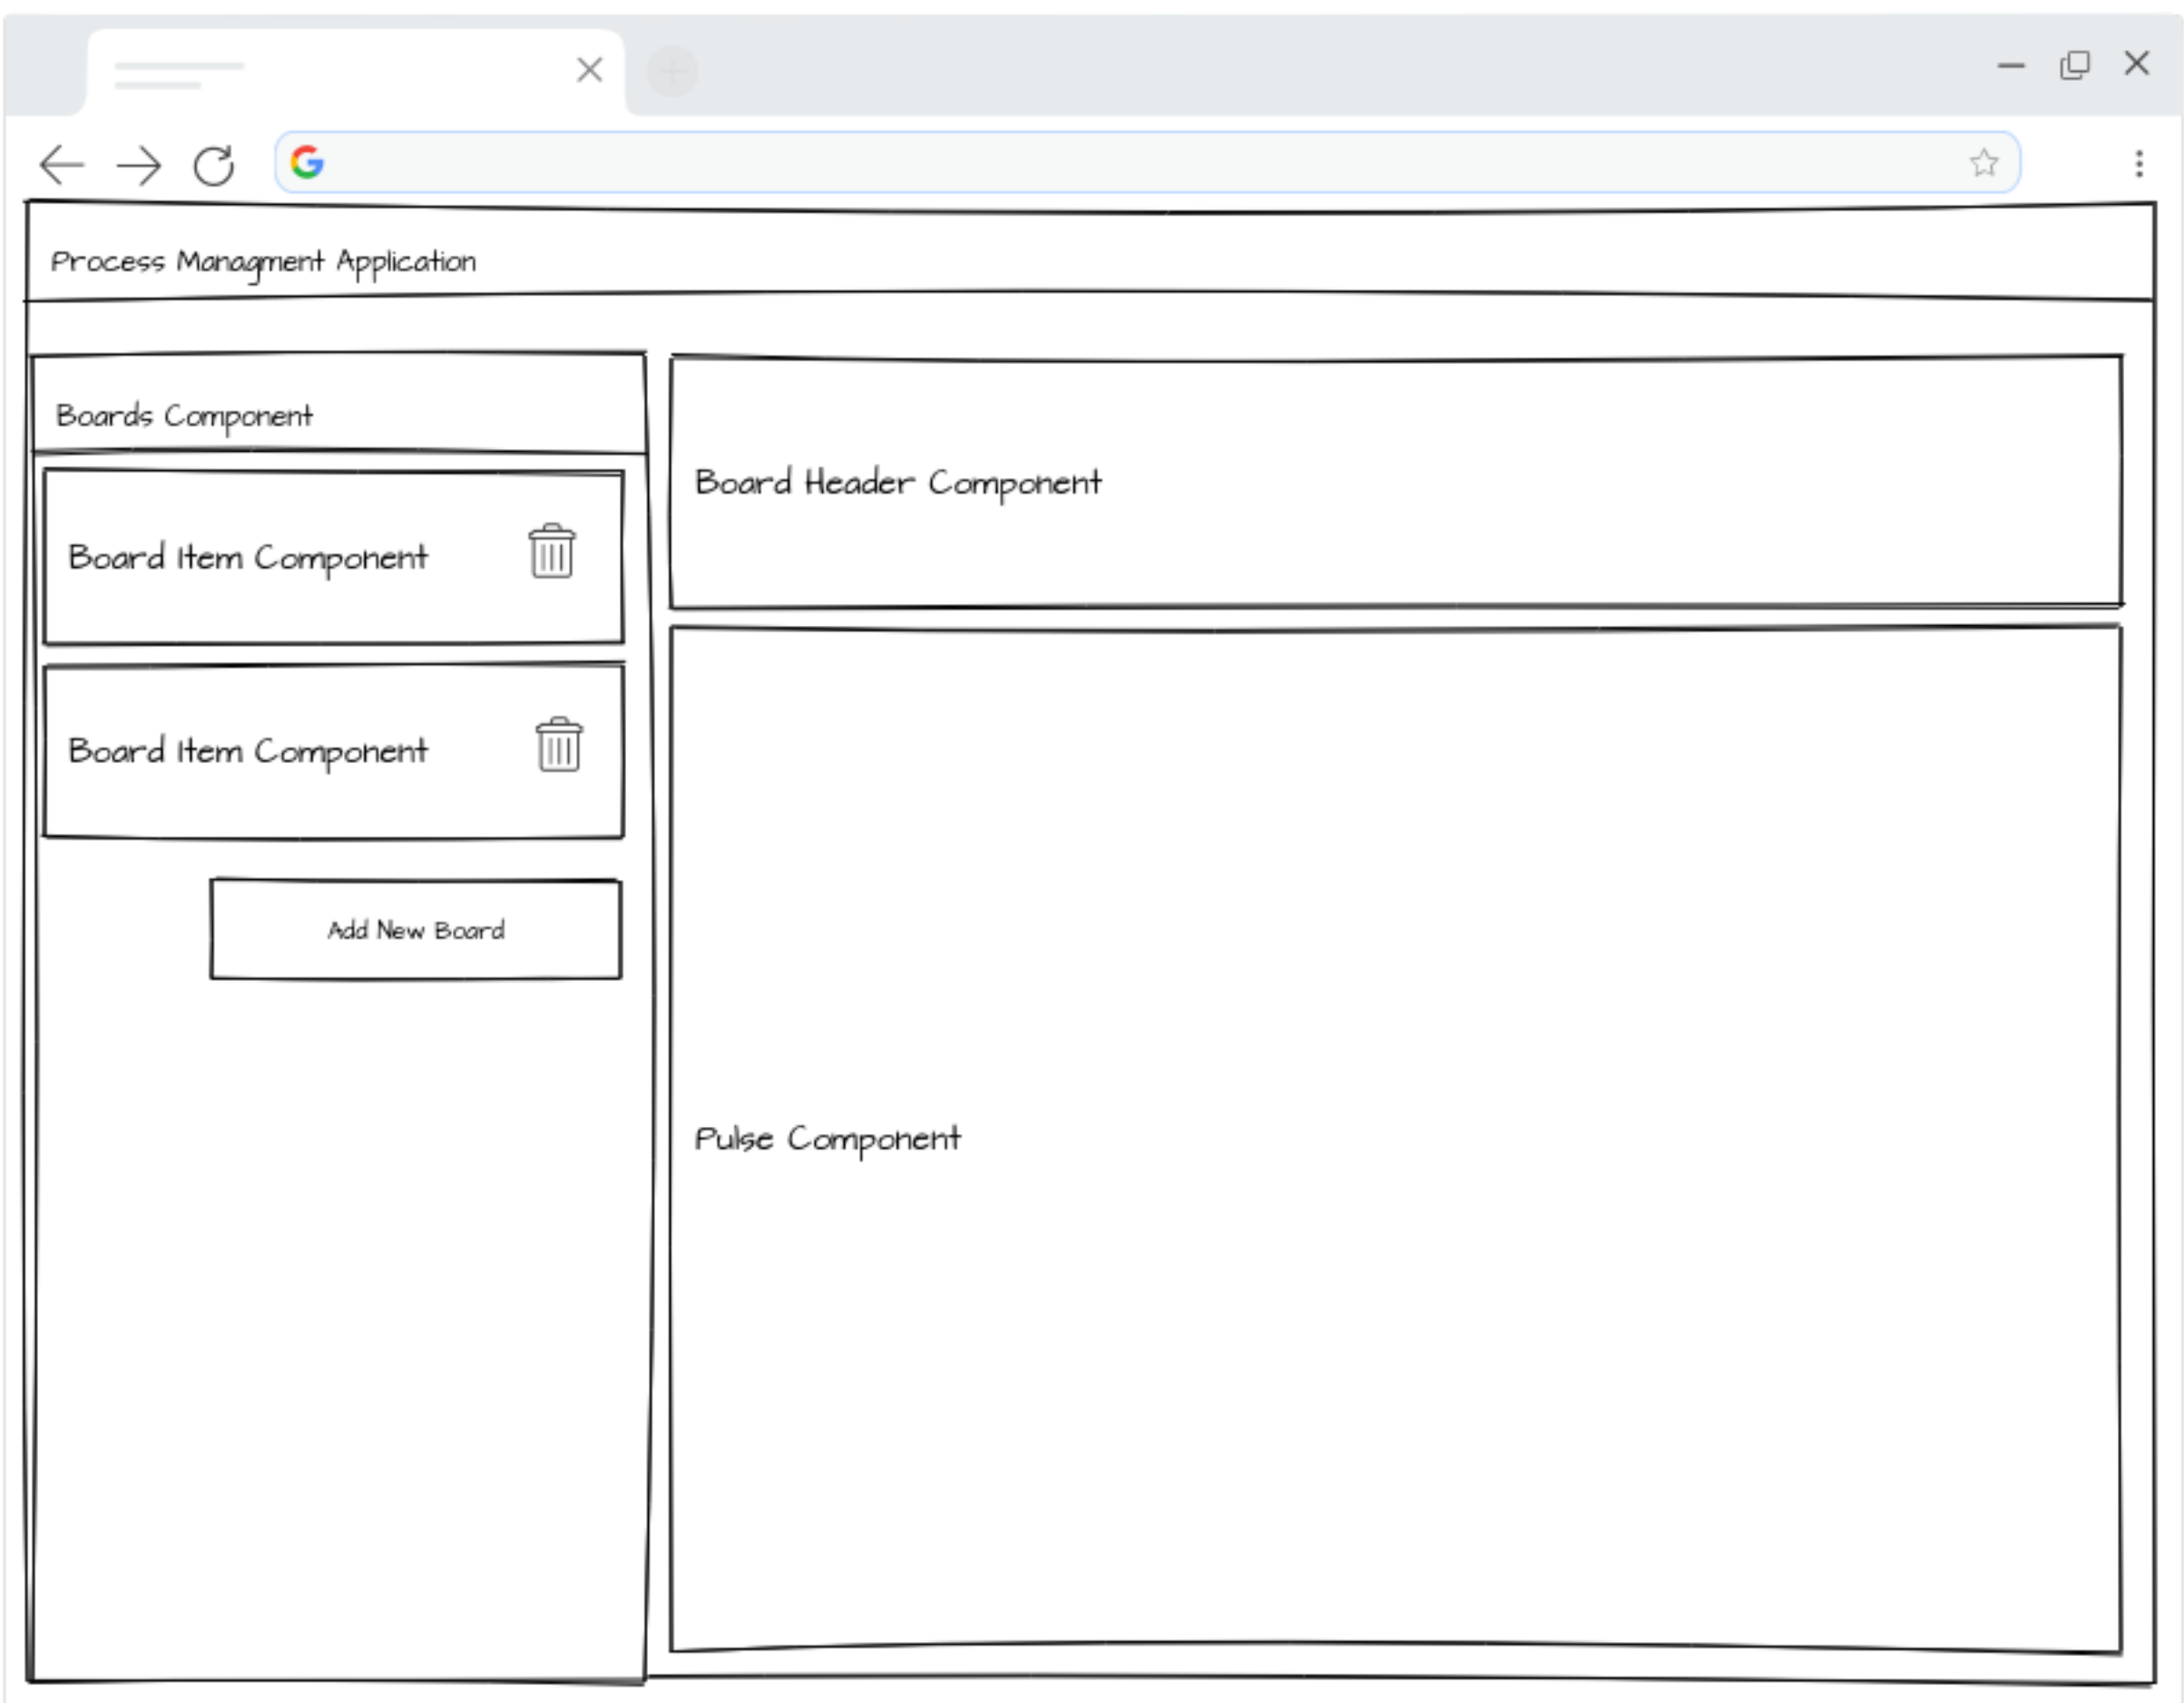 Process Managment Application
Boards Component
Board Item Component
Board Item Component
Add New Board
Board Header Component
Pulse Component